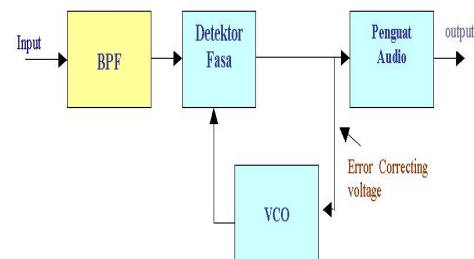 Input
BPF
Detektor
Fasa
Penguat
Audio
output
Error Correcting
voltage
VCO